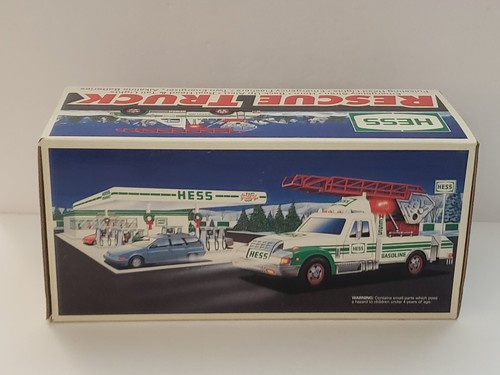 RESCUE TRUCK
HESS
HESS
HESS
HESS
HESS
GASOLINE
WARNING: Contains small parts which pose
a hazard to children under 4 years of age.